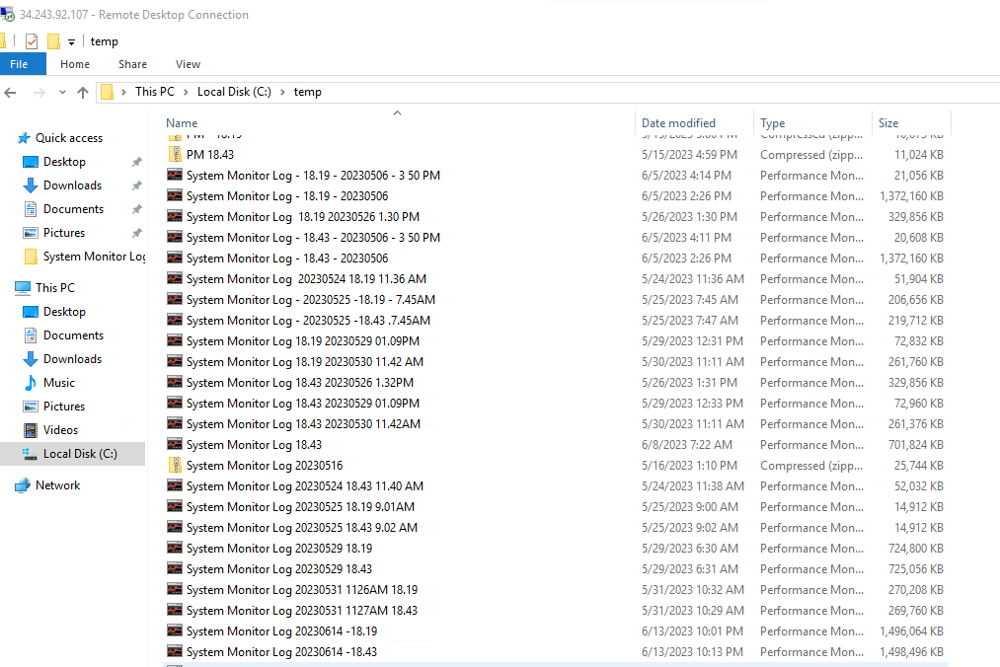 34.243.92.107 - Remote Desktop Connection
temp
File Home Share View
This PC Local Disk (C:) temp
Name Date modified Type Size
Quick access
Desktop
Downloads
Documents
Pictures
System Monitor Log
This PC
Desktop
Documents
Downloads
Music
Pictures
Videos
Local Disk (C:)
Network
PM 18.43 5/15/2023 4:59 PM Compressed (zipp... 11,024 KB
System Monitor Log - 18.19 - 20230506 - 3 50 PM 6/5/2023 4:14 PM Performance Mon... 21,056 KB
System Monitor Log - 18.19 - 20230506 6/5/2023 2:26 PM Performance Mon... 1,372,160 KB
System Monitor Log  18.19 20230526 1.30 PM 5/26/2023 1:30 PM Performance Mon... 329,856 KB
System Monitor Log - 18.43 - 20230506 - 3 50 PM 6/5/2023 4:11 PM Performance Mon... 20,608 KB
System Monitor Log - 18.43 - 20230506 6/5/2023 2:26 PM Performance Mon... 1,372,160 KB
System Monitor Log  20230524 18.19 11.36 AM 5/24/2023 11:36 AM Performance Mon... 51,904 KB
System Monitor Log - 20230525 -18.19 - 7.45AM 5/25/2023 7:45 AM Performance Mon... 206,656 KB
System Monitor Log - 20230525 -18.43 .7.45AM 5/25/2023 7:47 AM Performance Mon... 219,712 KB
System Monitor Log 18.19 20230529 01.09PM 5/29/2023 12:31 PM Performance Mon... 72,832 KB
System Monitor Log 18.19 20230530 11.42 AM 5/30/2023 11:11 AM Performance Mon... 261,760 KB
System Monitor Log 18.43 20230526 1.32PM 5/26/2023 1:31 PM Performance Mon... 329,856 KB
System Monitor Log 18.43 20230529 01.09PM 5/29/2023 12:33 PM Performance Mon... 72,960 KB
System Monitor Log 18.43 20230530 11.42AM 5/30/2023 11:11 AM Performance Mon... 261,376 KB
System Monitor Log 18.43 6/8/2023 7:22 AM Performance Mon... 701,824 KB
System Monitor Log 20230516 5/16/2023 1:10 PM Compressed (zipp... 25,744 KB
System Monitor Log 20230524 18.43 11.40 AM 5/24/2023 11:38 AM Performance Mon... 52,032 KB
System Monitor Log 20230525 18.19 9.01AM 5/25/2023 9:00 AM Performance Mon... 14,912 KB
System Monitor Log 20230525 18.43 9.02 AM 5/25/2023 9:02 AM Performance Mon... 14,912 KB
System Monitor Log 20230529 18.19 5/29/2023 6:30 AM Performance Mon... 724,800 KB
System Monitor Log 20230529 18.43 5/29/2023 6:31 AM Performance Mon... 725,056 KB
System Monitor Log 20230531 1126AM 18.19 5/31/2023 10:32 AM Performance Mon... 270,208 KB
System Monitor Log 20230531 1127AM 18.43 5/31/2023 10:29 AM Performance Mon... 269,760 KB
System Monitor Log 20230614 -18.19 6/13/2023 10:01 PM Performance Mon... 1,496,064 KB
System Monitor Log 20230614 -18.43 6/13/2023 10:13 PM Performance Mon... 1,498,496 KB